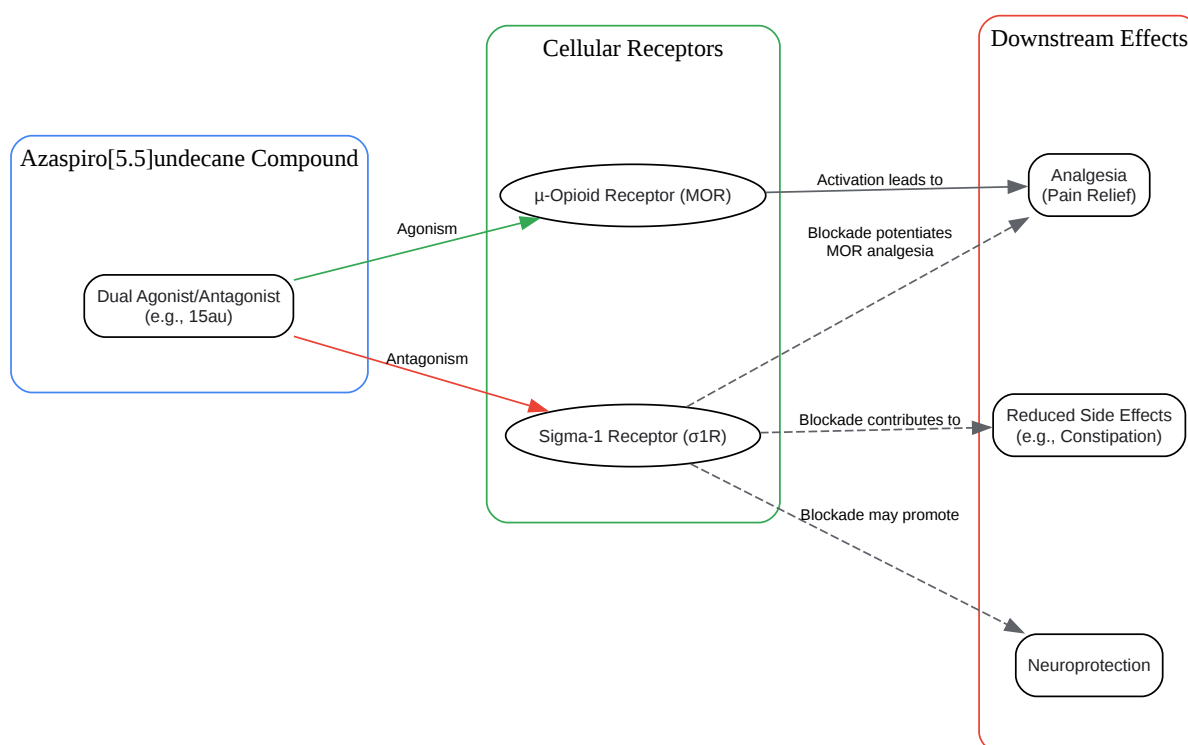 Azaspiro[5.5]undecane Compound
Dual Agonist/Antagonist
(e.g., 15au)
Agonism
Antagonism
Cellular Receptors
μ-Opioid Receptor (MOR)
Sigma-1 Receptor (σ1R)
Activation leads to
Blockade potentiates
MOR analgesia
Blockade contributes to
Blockade may promote
Downstream Effects
Analgesia
(Pain Relief)
Reduced Side Effects
(e.g., Constipation)
Neuroprotection